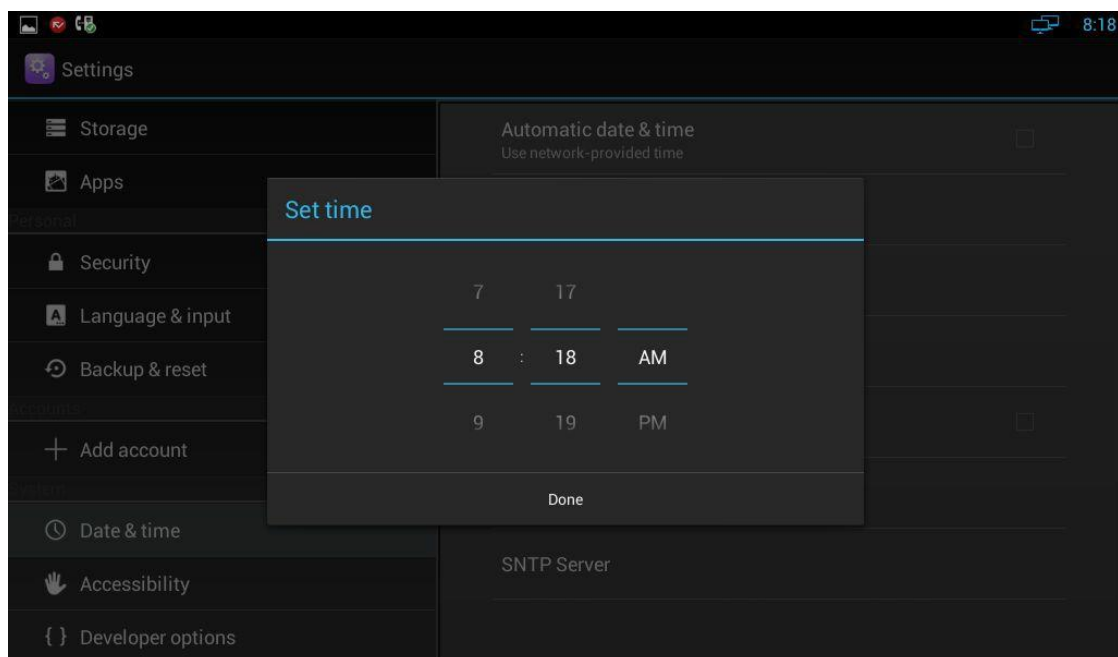 8:18
Settings
Storage
Automatic date & time
Use network-provided time
Apps
Personal
Set time
Security
7 17
Language & input
8 : 18 AM
Backup & reset
9 19 PM
Accounts
Add account
Done
System
Date & time
SNTP Server
Accessibility
{ } Developer options